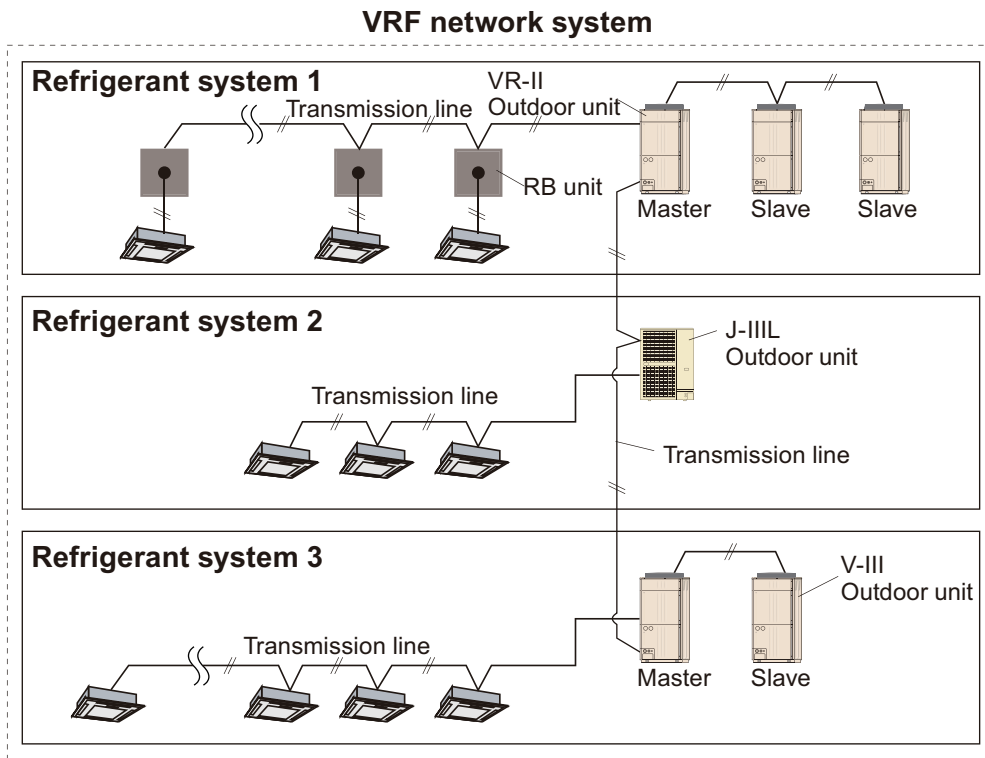 VRF network system
Refrigerant system 1
VR-II
Outdoor unit
Transmission line
RB unit
Master
Slave
Slave
Refrigerant system 2
J-IIIL
Outdoor unit
Transmission line
Transmission line
Refrigerant system 3
V-III
Outdoor unit
Transmission line
Master
Slave